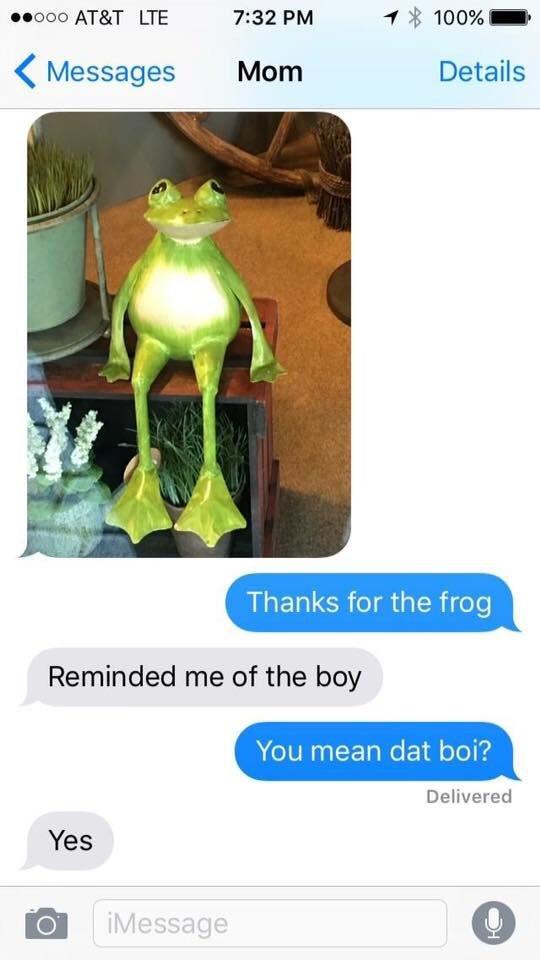 AT&T LTE 7:32 PM 100%
Messages Mom Details
Thanks for the frog
Reminded me of the boy
You mean dat boi?
Delivered
Yes
iMessage